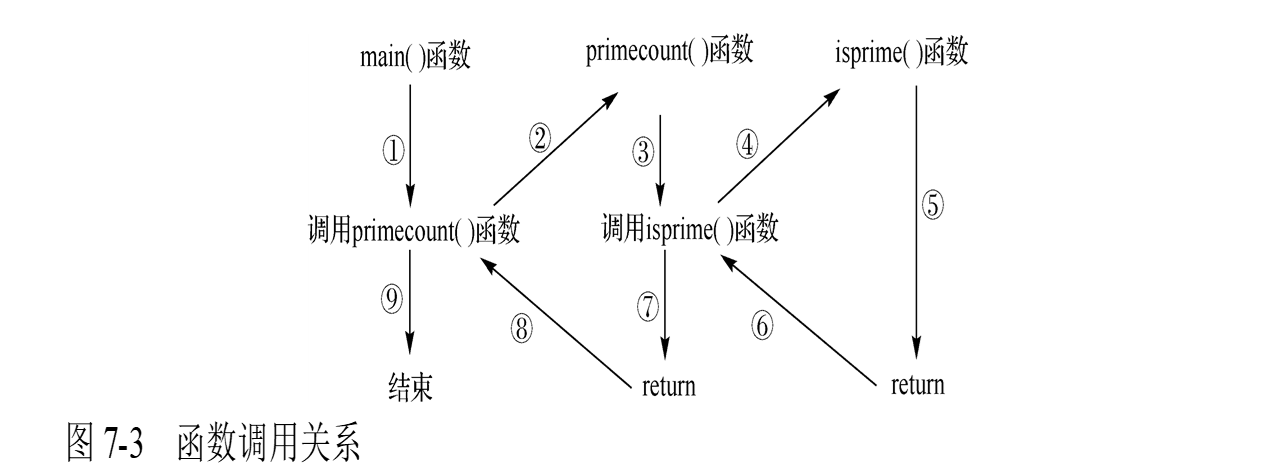 main( )函数 primecount( )函数 isprime( )函数
① ② ③ ④ ⑤
调用primecount( )函数 调用isprime( )函数
⑨ ⑧ ⑦ ⑥
结束 return return
图 7-3 函数调用关系